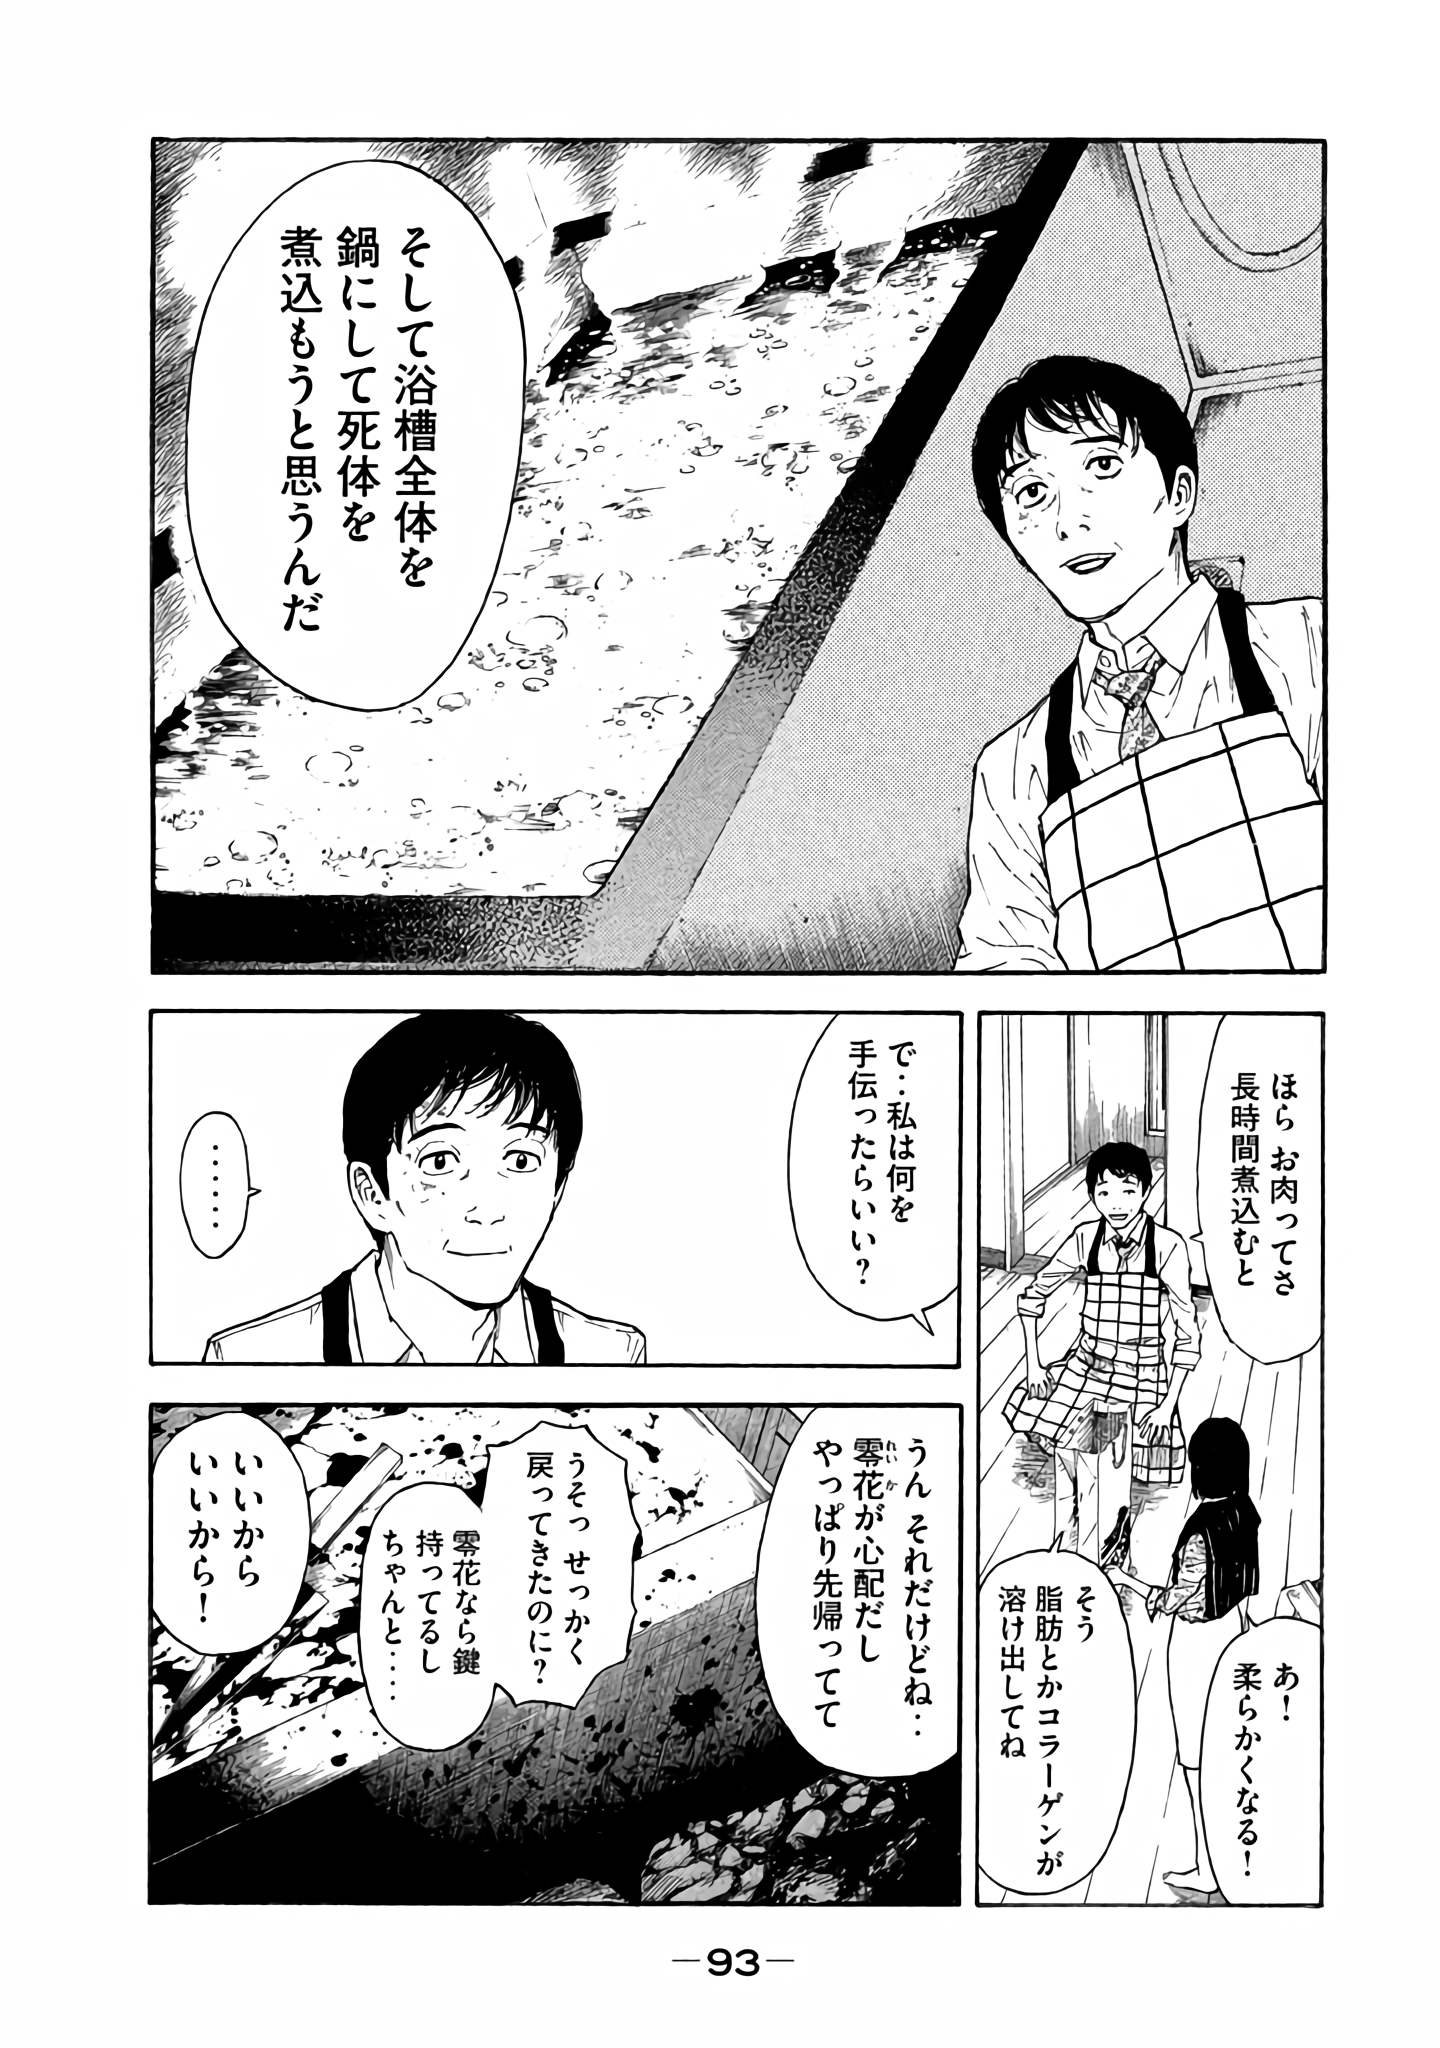 そして浴槽全体を
鍋にして死体を
煮込もうと思うんだ
ほら お肉ってさ
長時間煮込むと
あ！
柔らかくなる！
そう
脂肪とかコラーゲンが
溶け出してね
で‥私は何を
手伝ったらいい？
‥‥‥
うん それだけどね‥
零花が心配だし
れいか
やっぱり先帰ってて
うそっ せっかく
戻ってきたのに？
零花なら鍵
持ってるし
ちゃんと‥‥
いいから
いいから！
―93―